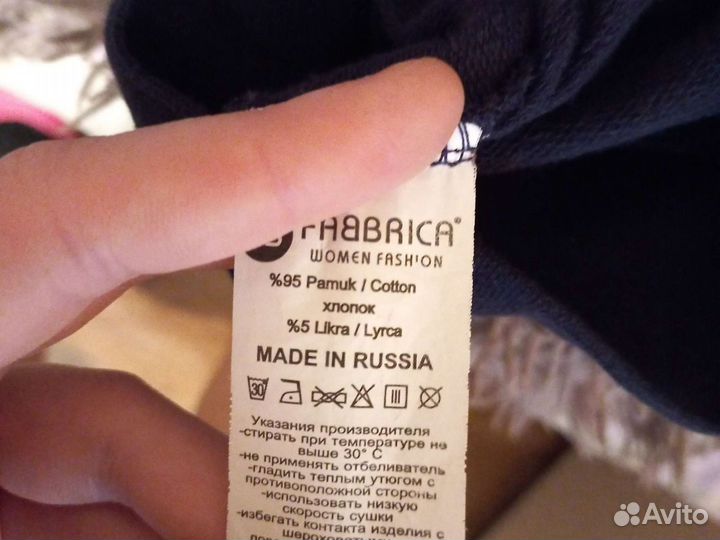 FABBRICA®
WOMEN FASHION
%95 Pamuk / Cotton
хлопок
%5 Likra / Lyrca
MADE IN RUSSIA
30
Указания производителя
-стирать при температуре не
выше 30° С
-не применять отбеливатель
-гладить теплым утюгом с
противоположной стороны
-использовать низкую
скорость сушки
-избегать контакта изделия с
Avito